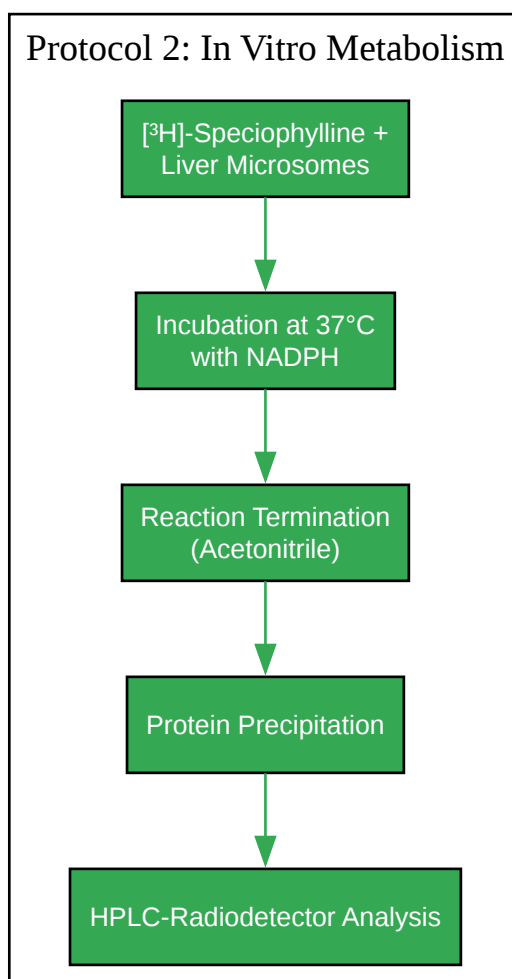 Protocol 2: In Vitro Metabolism
[³H]-Speciophylline +
Liver Microsomes
Incubation at 37°C
with NADPH
Reaction Termination
(Acetonitrile)
Protein Precipitation
HPLC-Radiodetector Analysis